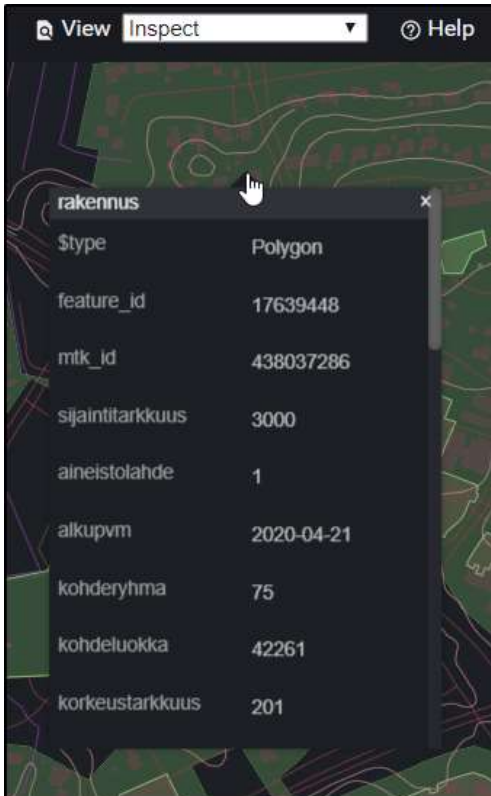 View Inspect Help
rakennus ×
$type Polygon
feature_id 17639448
mtk_id 438037286
sijaintitarkkuus 3000
aineistolahde 1
alkupvm 2020-04-21
kohderyhma 75
kohdeluokka 42261
korkeustarkkuus 201